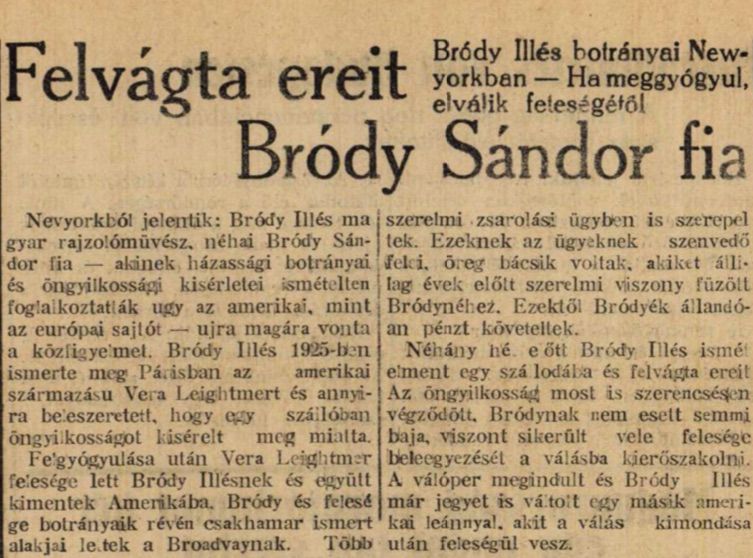 Felvágta ereit
Bródy Illés botrányai New-
yorkban — Ha meggyógyul,
elválik feleségétől
Bródy Sándor fia
Nevyorkból jelentik: Bródy Illés ma
gyar rajzolóművész, néhai Bródy Sán-
dor fia — akinek házassági botrányai
és öngyilkossági kisérletei ismételten
foglalkoztatták ugy az amerikai, mint
az európai sajtót — ujra magára vonta
a közfigyelmet. Bródy Illés 1925-ben
ismerte meg Párisban az amerikai
származásu Vera Leightmert és annyi-
ra beleszeretett, hogy egy szállóban
öngyilkosságot kisérelt meg miatta.
Felgyógyulása után Vera Leightmer
felesége lett Bródy Illésnek és együtt
kimentek Amerikába. Bródy és felesé
ge botrányaik révén csakhamar ismert
alakjai lettek a Broadvaynak. Több
szerelmi zsarolási ügyben is szerepel
tek. Ezeknek az ügyeknek szenvedő
felei, öreg bácsik voltak, akiket álli-
lag évek előtt szerelmi viszony füzött
Bródynéhez. Ezektől Bródyék állandó-
an pénzt követeltek.
Néhány hé. előtt Bródy Illés ismét
elment egy szállodába és felvágta ereit
Az öngyilkosság most is szerencsésen
végződött. Bródynak nem esett semmi
baja, viszont sikerült vele felesége
beleegyezését a válásba kierőszakolni.
A válóper megindult és Bródy Illés
már jegyet is váltott egy másik ameri-
kai leánnyal, akit a válás kimondása
után feleségül vesz.